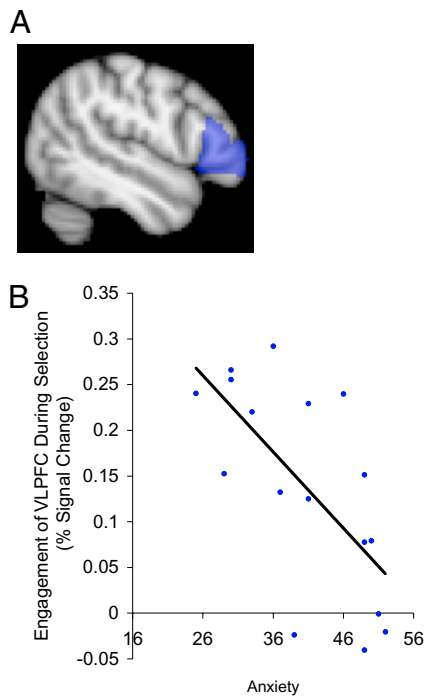 A
B
Engagement of VLPFC During Selection
(% Signal Change)
0.35
0.3
0.25
0.2
0.15
0.1
0.05
0
-0.05
16 26 36 46 56
Anxiety